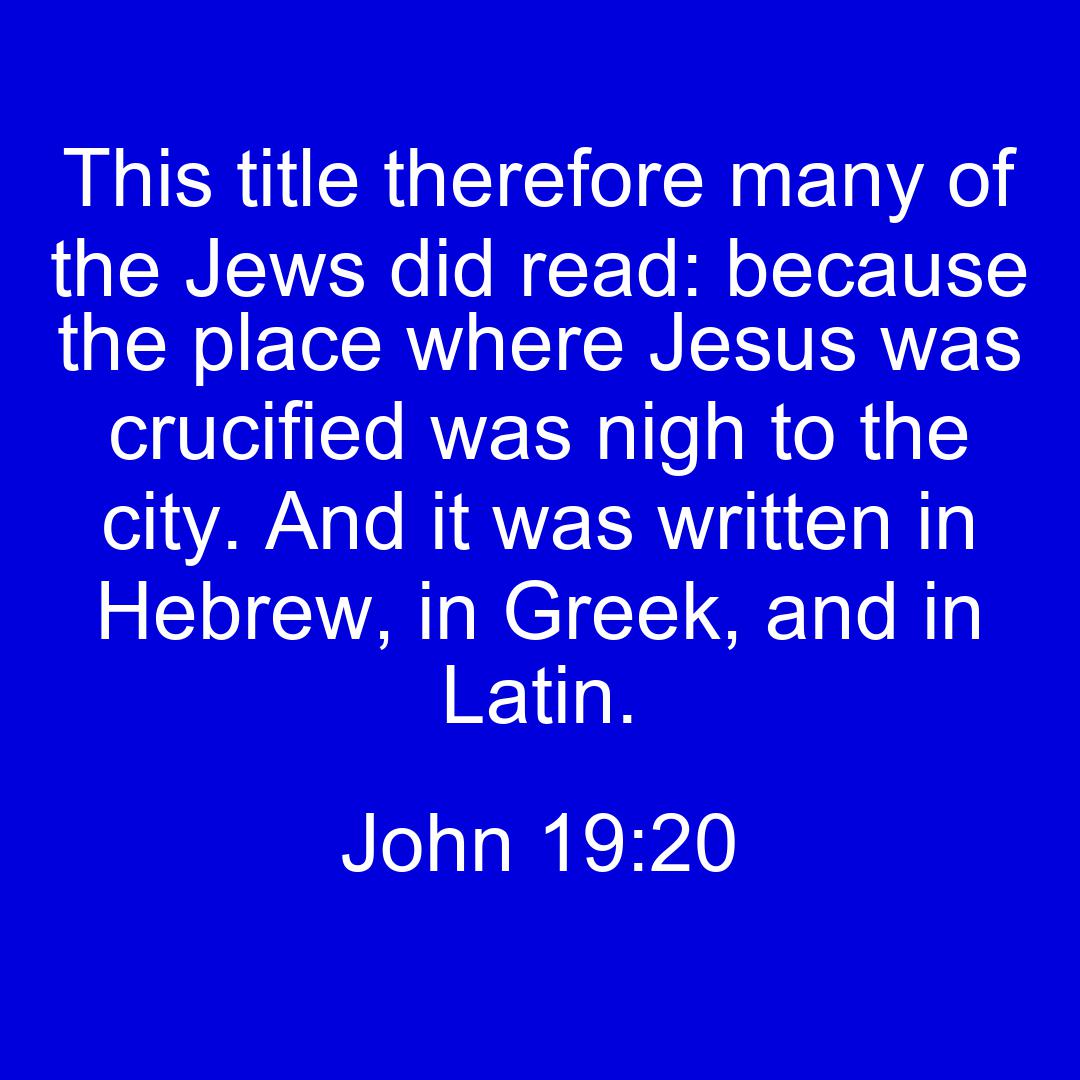 This title therefore many of
the Jews did read: because
the place where Jesus was
crucified was nigh to the
city. And it was written in
Hebrew, in Greek, and in
Latin.
John 19:20